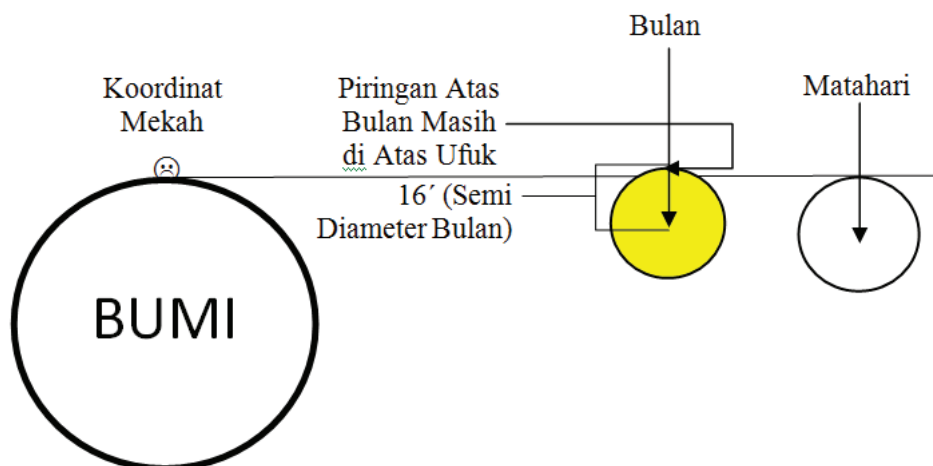 Bulan
Koordinat
Mekah
Piringan Atas
Bulan Masih
di Atas Ufuk
Matahari
16´ (Semi
Diameter Bulan)
BUMI